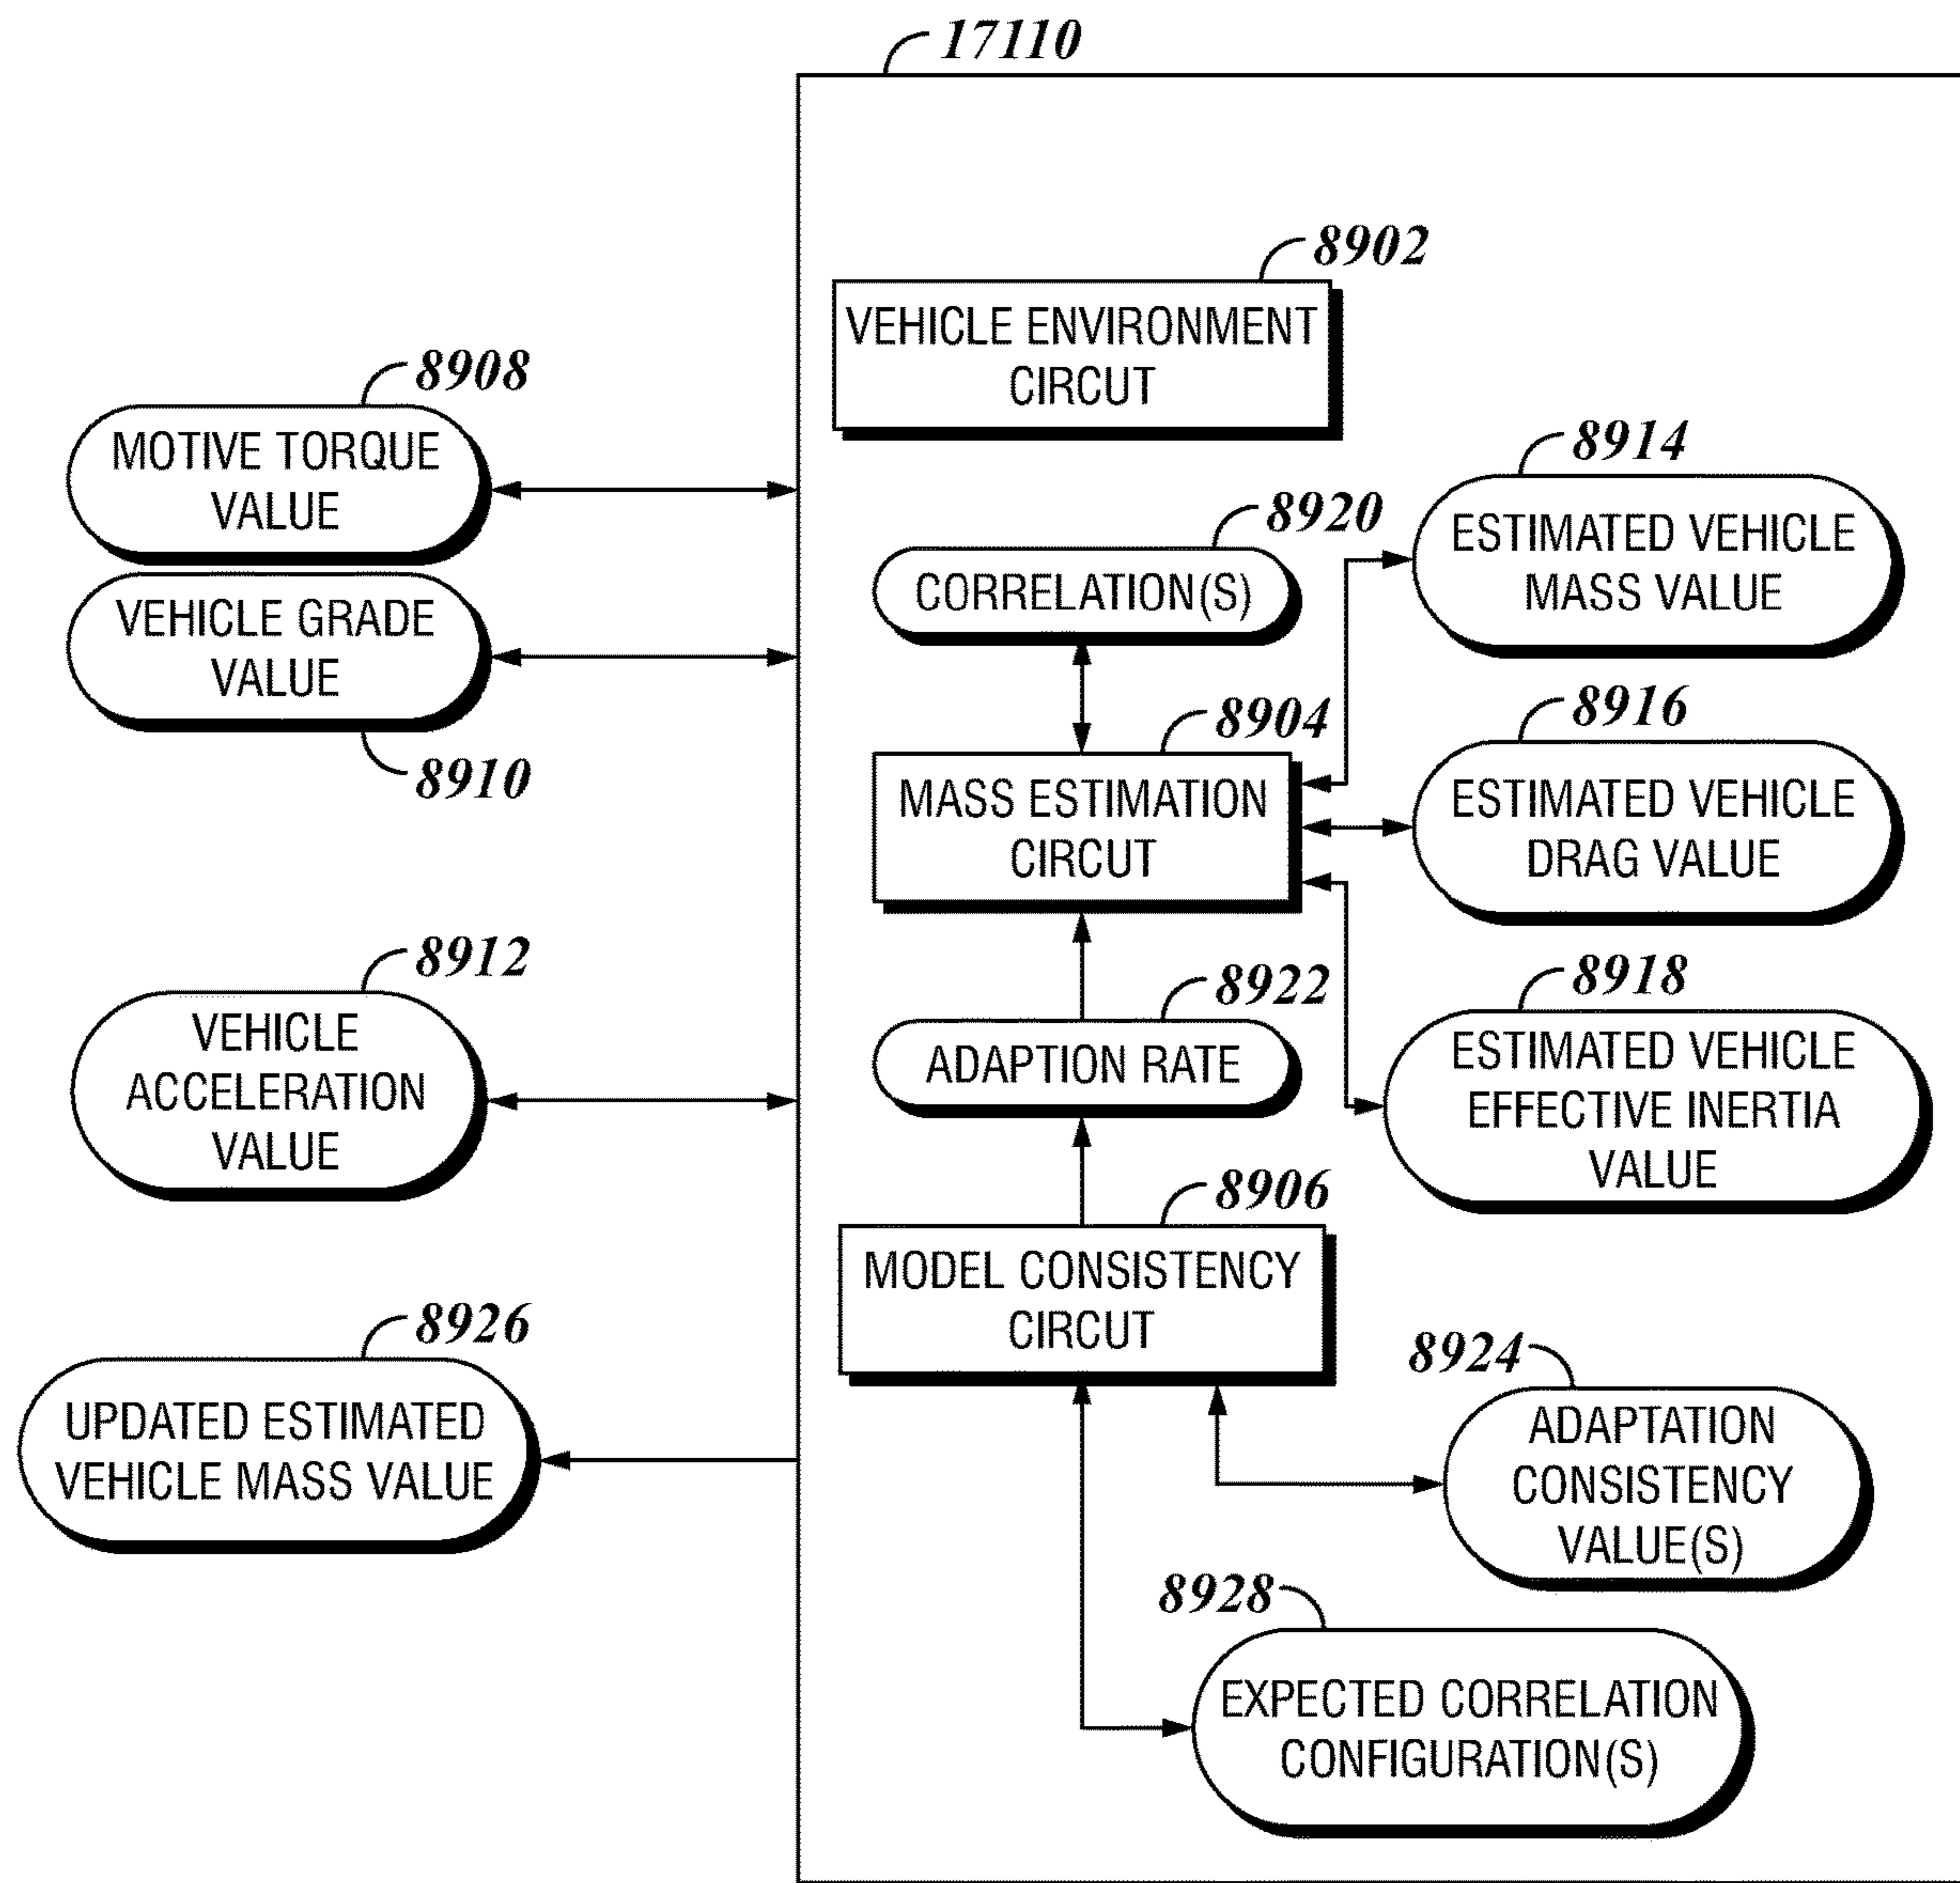 17110
8902
VEHICLE ENVIRONMENT
CIRCUT
8908
MOTIVE TORQUE
VALUE
VEHICLE GRADE
VALUE
8910
8912
VEHICLE
ACCELERATION
VALUE
8926
UPDATED ESTIMATED
VEHICLE MASS VALUE
8920
CORRELATION(S)
8904
MASS ESTIMATION
CIRCUT
8922
ADAPTION RATE
8906
MODEL CONSISTENCY
CIRCUT
8914
ESTIMATED VEHICLE
MASS VALUE
8916
ESTIMATED VEHICLE
DRAG VALUE
8918
ESTIMATED VEHICLE
EFFECTIVE INERTIA
VALUE
8924
ADAPTATION
CONSISTENCY
VALUE(S)
8928
EXPECTED CORRELATION
CONFIGURATION(S)